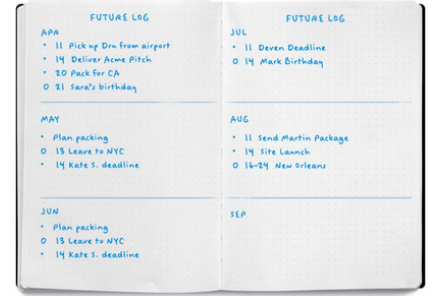 FUTURE LOG
APR
• 11 Pick up Drn from airport
• 14 Deliver Acme Pitch
• 20 Pack for CA
O 21 Sara's birthday
MAY
• Plan packing
O 13 Leave to NYC
• 14 Kate S. deadline
JUN
• Plan packing
O 13 Leave to NYC
• 14 Kate S. deadline
FUTURE LOG
JUL
• 11 Deven Deadline
O 14 Mark Birthday
AUG
• 11 Send Martin Package
• 14 Site Launch
O 16-24 New Orleans
SEP